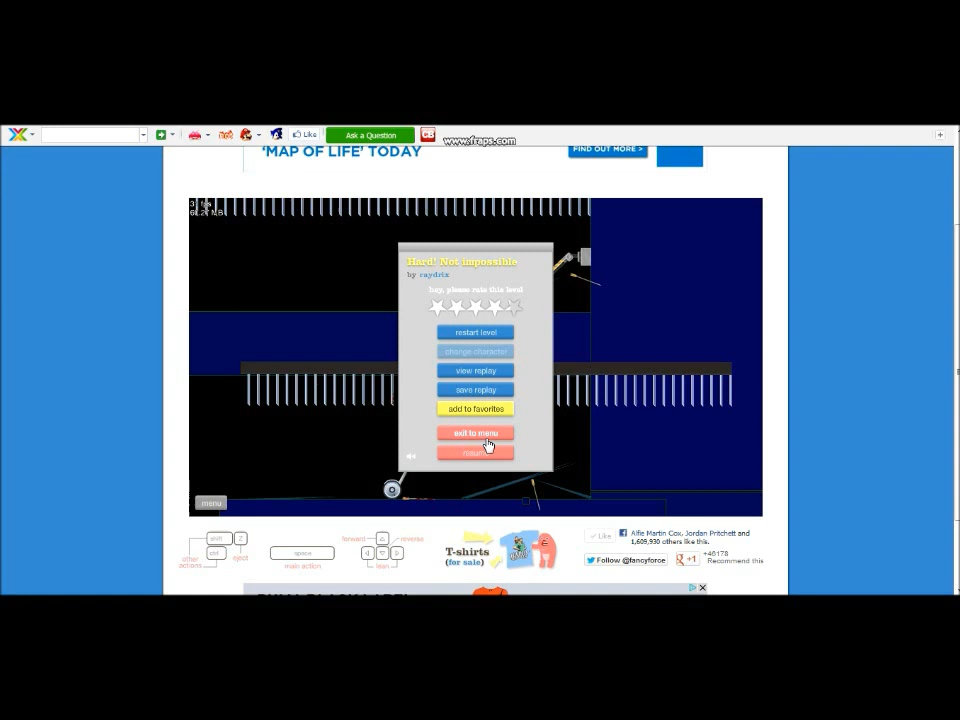 Like
Ask a Question
www.fraps.com
'MAP OF LIFE' TODAY
FIND OUT MORE >
Hard! Not impossible
by raydrix
hey, please rate this level
restart level
change character
view replay
save replay
add to favorites
exit to menu
menu
shift
Z
ctrl
eject
other
actions
space
main action
forward
reverse
lean
T-shirts
(for sale)
Like
Alfie Martin Cox, Jordan Pritchett and
1,609,930 others like this.
Follow @fancyforce
+1
+46178
Recommend this